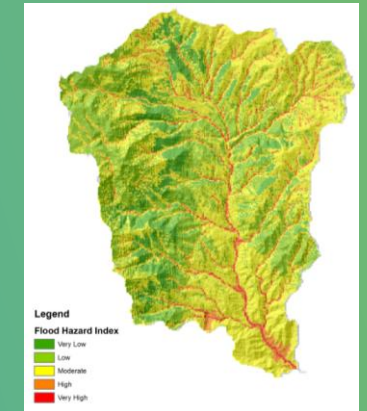 Legend
Flood Hazard Index
Very Low
Low
Moderate
High
Very High